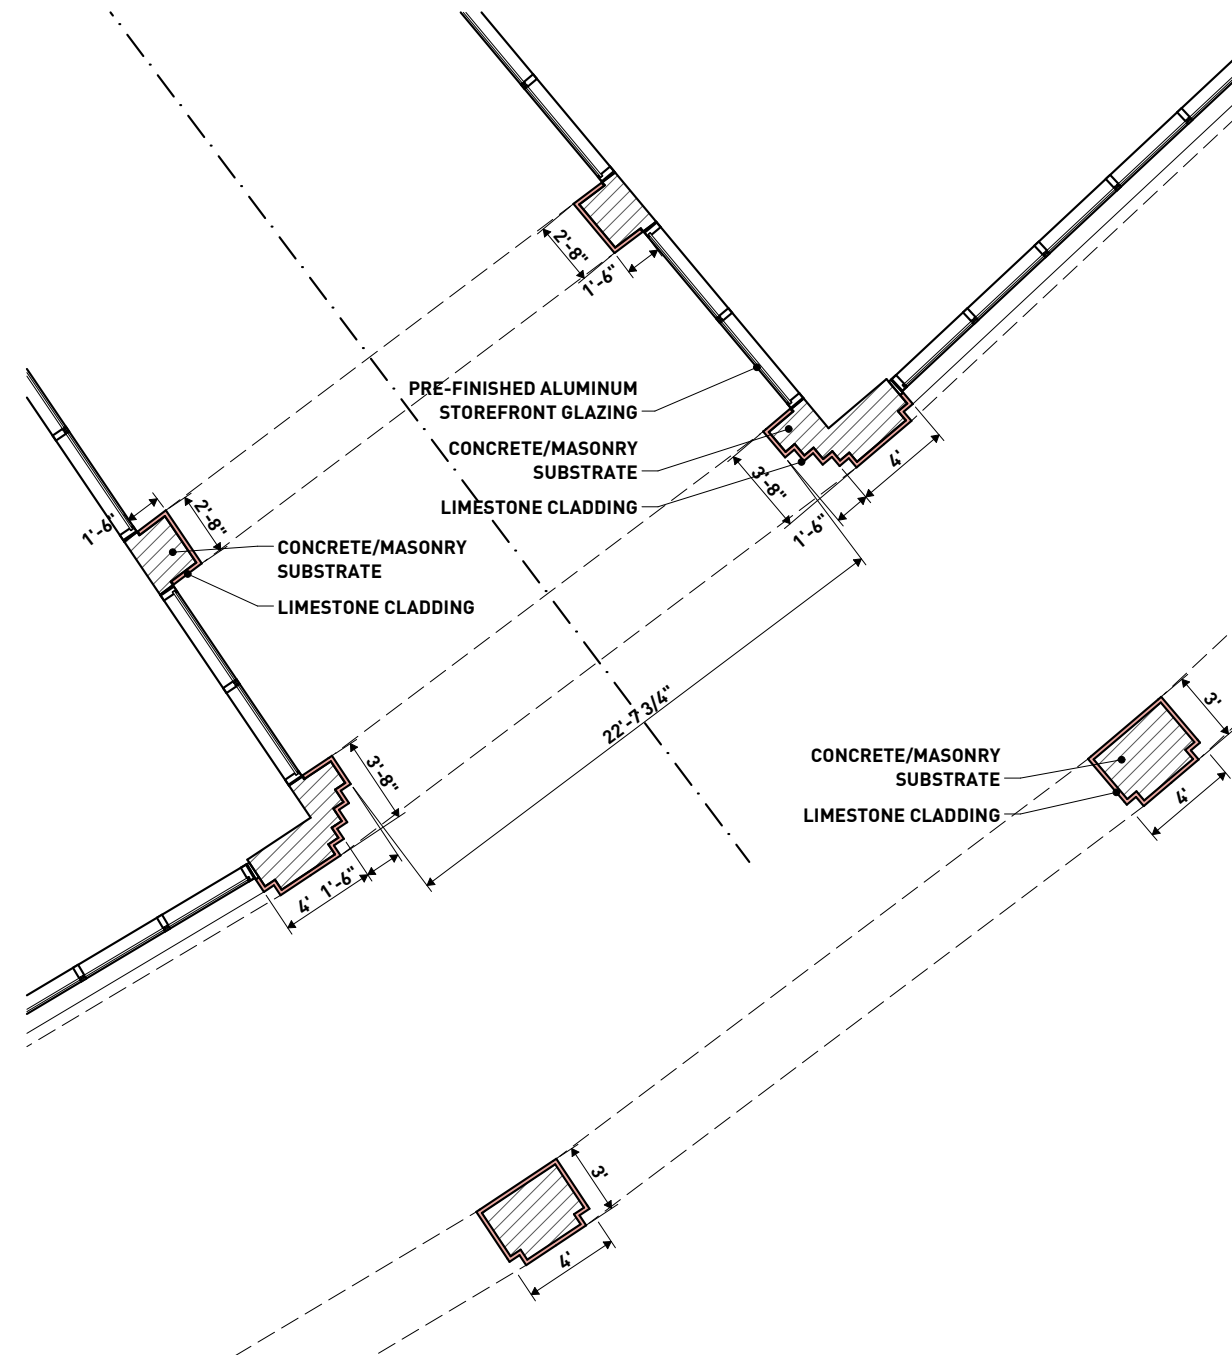 2'-8"
1'-6"
PRE-FINISHED ALUMINUM
STOREFRONT GLAZING
CONCRETE/MASONRY
SUBSTRATE
LIMESTONE CLADDING
4'
3'-8"
1'-6"
1'-6"
2'-8"
CONCRETE/MASONRY
SUBSTRATE
LIMESTONE CLADDING
22'-7 3/4"
3'-8"
4'
1'-6"
3'
CONCRETE/MASONRY
SUBSTRATE
LIMESTONE CLADDING
4'
3'
4'